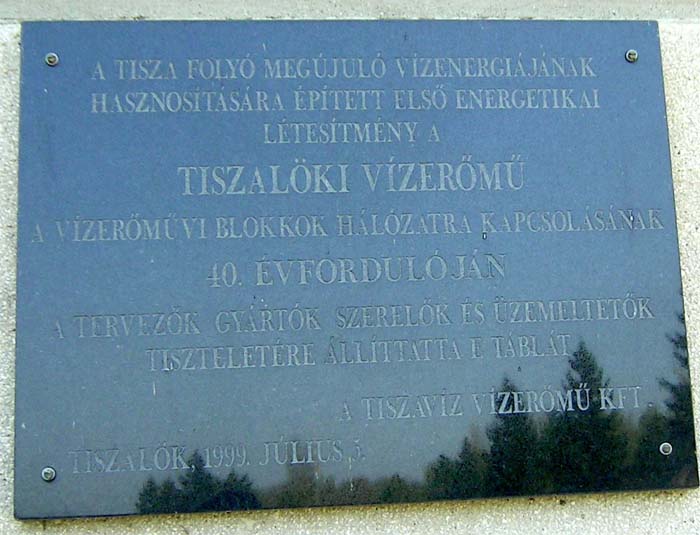 A TISZA FOLYÓ MEGÚJULÓ VÍZENERGIÁJÁNAK
HASZNOSÍTÁSÁRA ÉPÍTETT ELSŐ ENERGETIKAI
LÉTESÍTMÉNY A
TISZALÖKI VÍZERŐMŰ
A VÍZERŐMŰVI BLOKKOK HÁLÓZATRA KAPCSOLÁSÁNAK
40. ÉVFORDULÓJÁN
A TERVEZŐK GYÁRTÓK SZERELŐK ÉS ÜZEMELTETŐK
TISZTELETÉRE ÁLLÍTTATTA E TÁBLÁT
A TISZAVÍZ VÍZERŐMŰ KFT.
TISZALÖK, 1999. JÚLIUS 5.